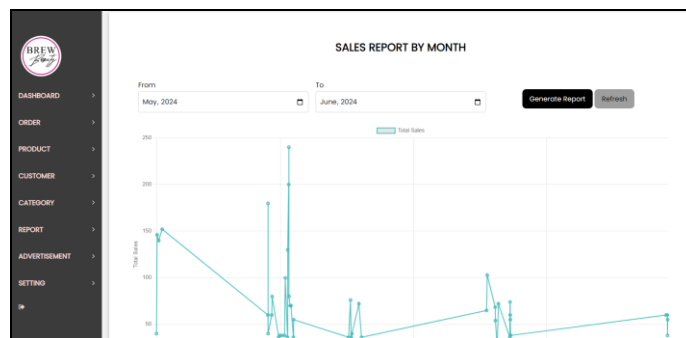 BREW
Beauty
DASHBOARD
ORDER
PRODUCT
CUSTOMER
CATEGORY
REPORT
ADVERTISEMENT
SETTING
SALES REPORT BY MONTH
From
May, 2024
To
June, 2024
Generate Report
Refresh
Total Sales
Total Sales
250
200
150
100
50